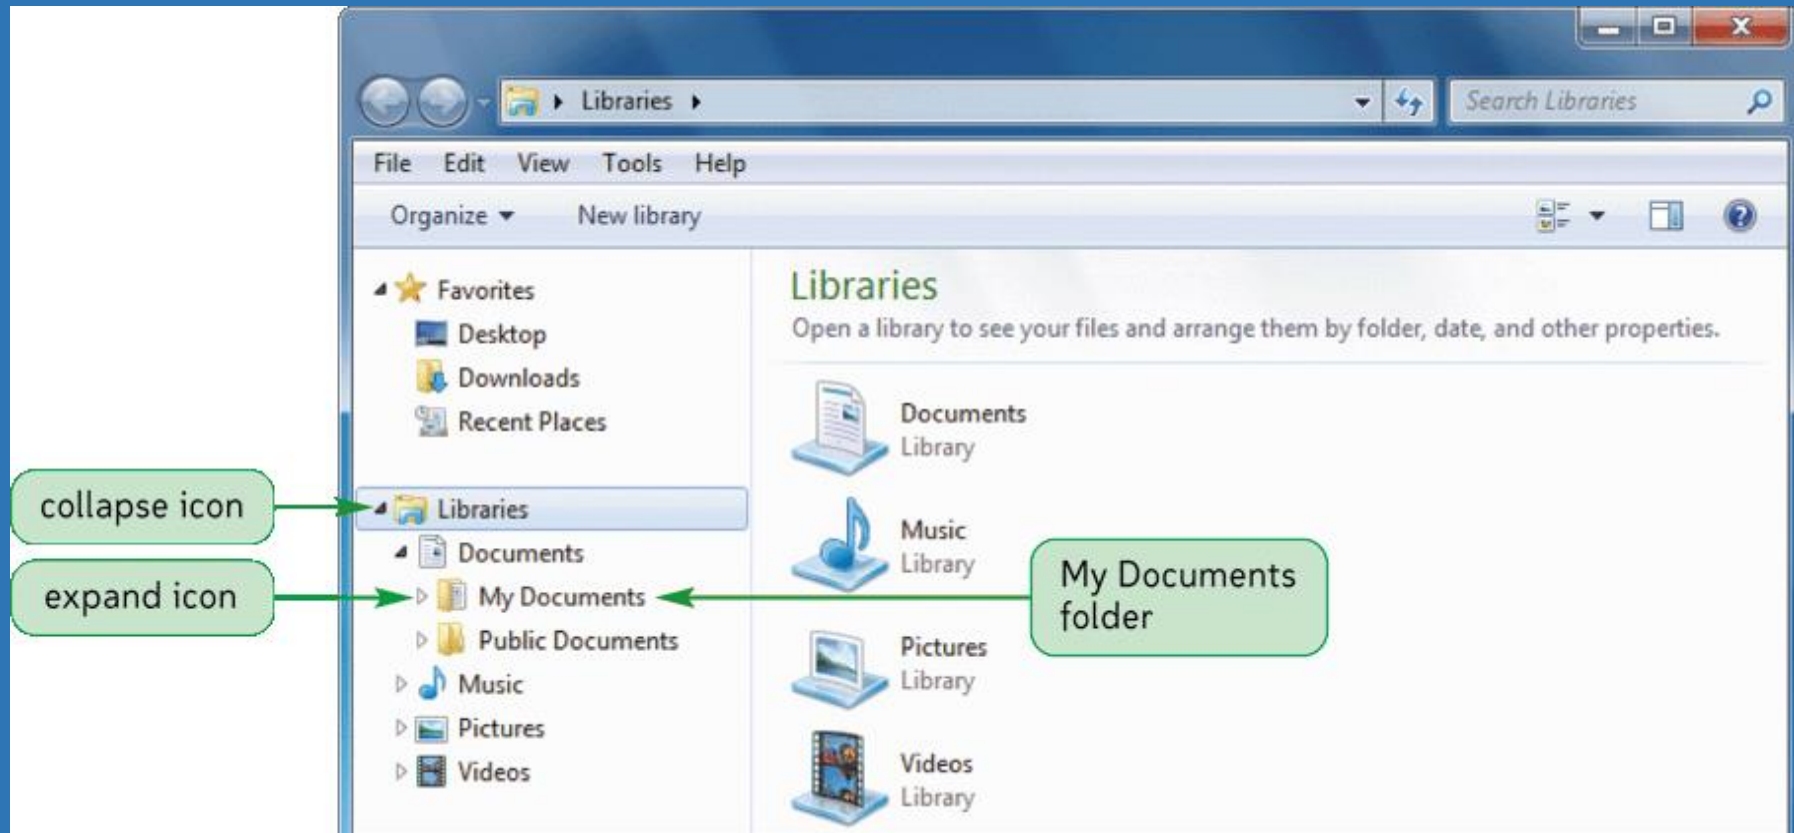 Libraries
Search Libraries
File Edit View Tools Help
Organize New library
Favorites
Desktop
Downloads
Recent Places
collapse icon
Libraries
Documents
expand icon
My Documents
Public Documents
Music
Pictures
Videos
Libraries
Open a library to see your files and arrange them by folder, date, and other properties.
Documents
Library
Music
Library
My Documents
folder
Pictures
Library
Videos
Library